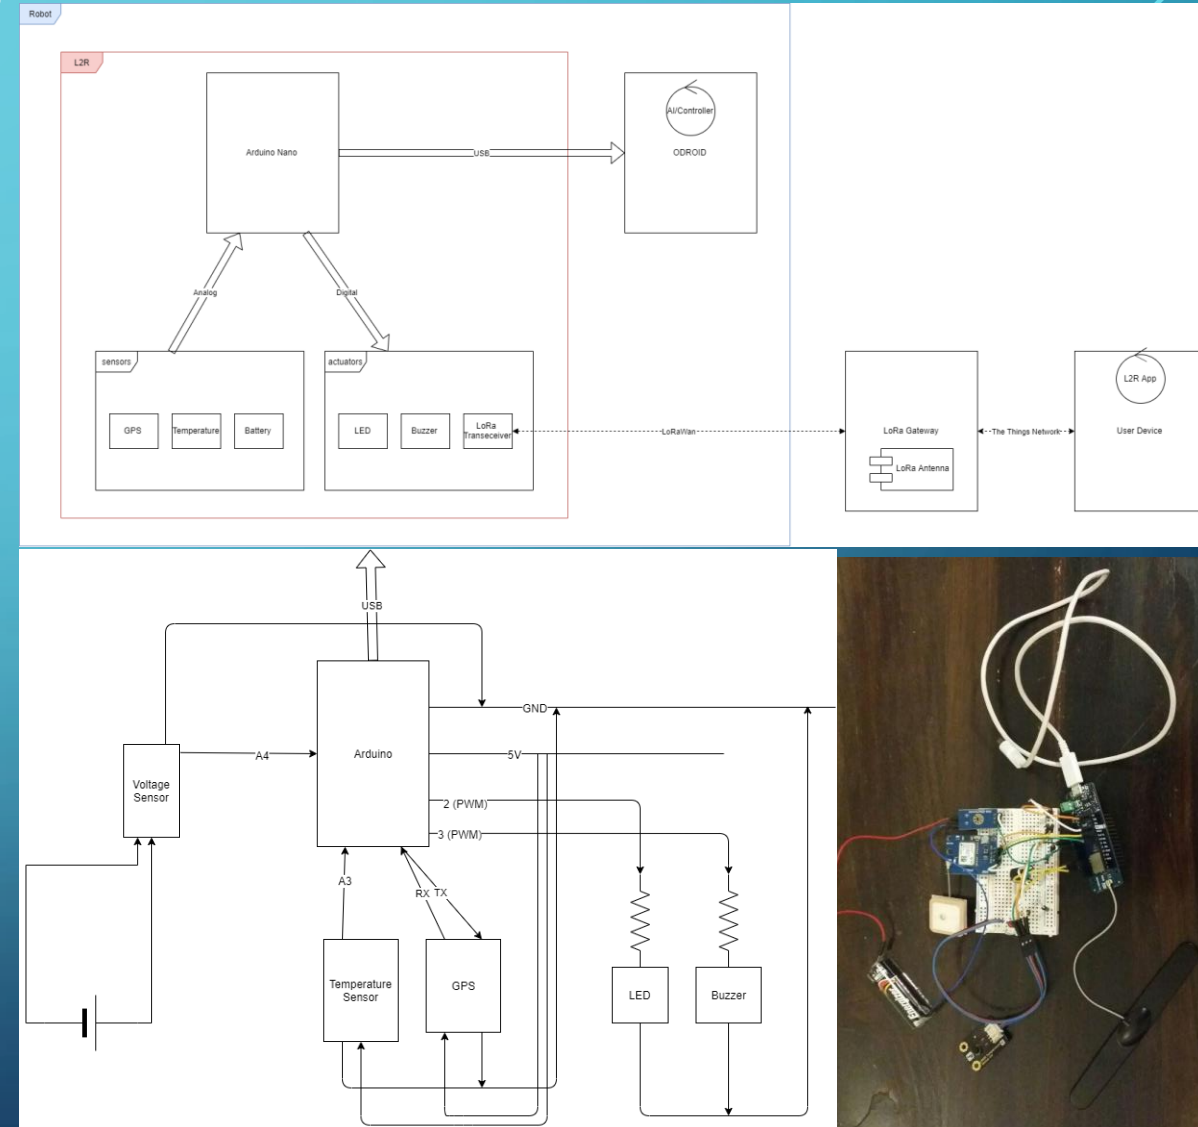 Robot
L2R
Arduino Nano
USB
AI/Controller
ODROID
Analog
Digital
sensors
GPS
Temperature
Battery
actuators
LED
Buzzer
LoRa
Transeceiver
LoRaWan
LoRa Gateway
LoRa Antenna
The Things Network
L2R App
User Device
USB
GND
Arduino
5V
A4
Voltage
Sensor
2 (PWM)
3 (PWM)
A3
RX
TX
Temperature
Sensor
GPS
LED
Buzzer
Energizer